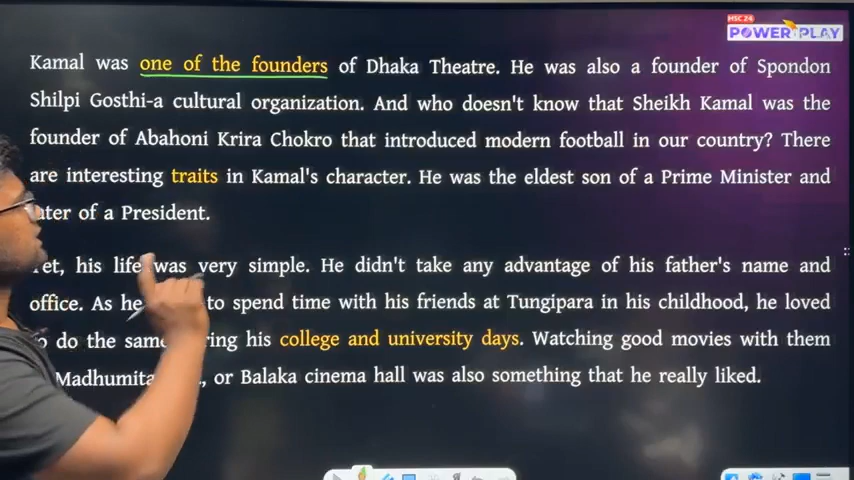 HSC 24
POWER PLAY
Kamal was one of the founders of Dhaka Theatre. He was also a founder of Spondon
Shilpi Gosthi-a cultural organization. And who doesn't know that Sheikh Kamal was the
founder of Abahoni Krira Chokro that introduced modern football in our country? There
are interesting traits in Kamal's character. He was the eldest son of a Prime Minister and
of a President.
his life was very simple. He didn't take any advantage of his father's name and
office. As he to spend time with his friends at Tungipara in his childhood, he loved
do the same his college and university days. Watching good movies with them
Madhumita or Balaka cinema hall was also something that he really liked.